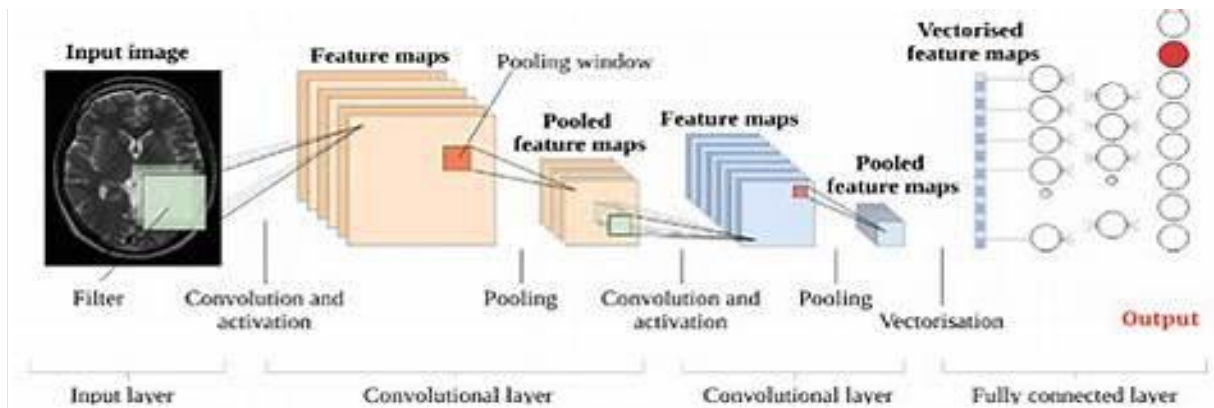 Input image
Feature maps
Pooling window
Pooled
feature maps
Feature maps
Pooled
feature maps
Vectorised
feature maps
Filter
Convolution and
activation
Pooling
Convolution and
activation
Pooling
Vectorisation
Output
Input layer
Convolutional layer
Convolutional layer
Fully connected layer